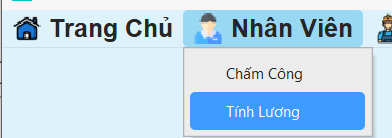 Trang Chủ Nhân Viên
Chấm Công
Tính Lương